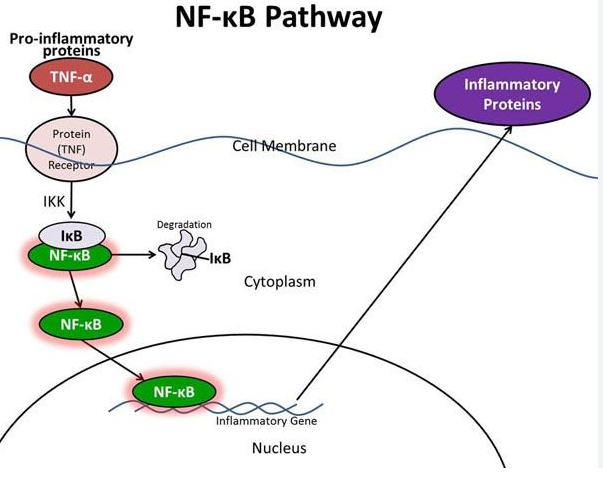 NF-κB Pathway
Pro-inflammatory
proteins
TNF-α
Inflammatory
Proteins
Protein
(TNF)
Receptor
Cell Membrane
IKK
IκB
NF-κB
Degradation
IκB
Cytoplasm
NF-κB
NF-κB
Inflammatory Gene
Nucleus